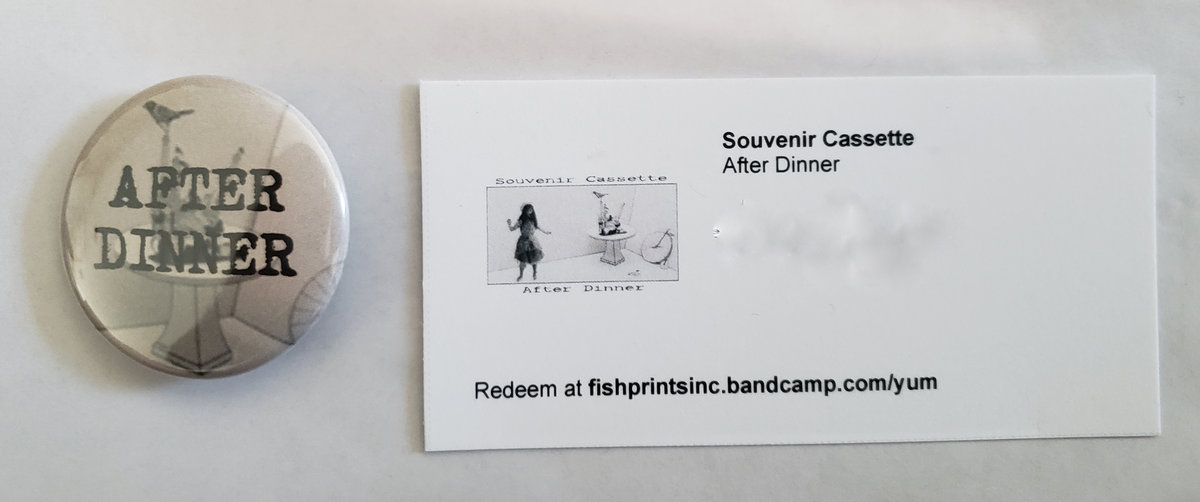 AFTER
DINNER
Souvenir Cassette
After Dinner
Souvenir Cassette
After Dinner
Redeem at fishprintsinc.bandcamp.com/yum